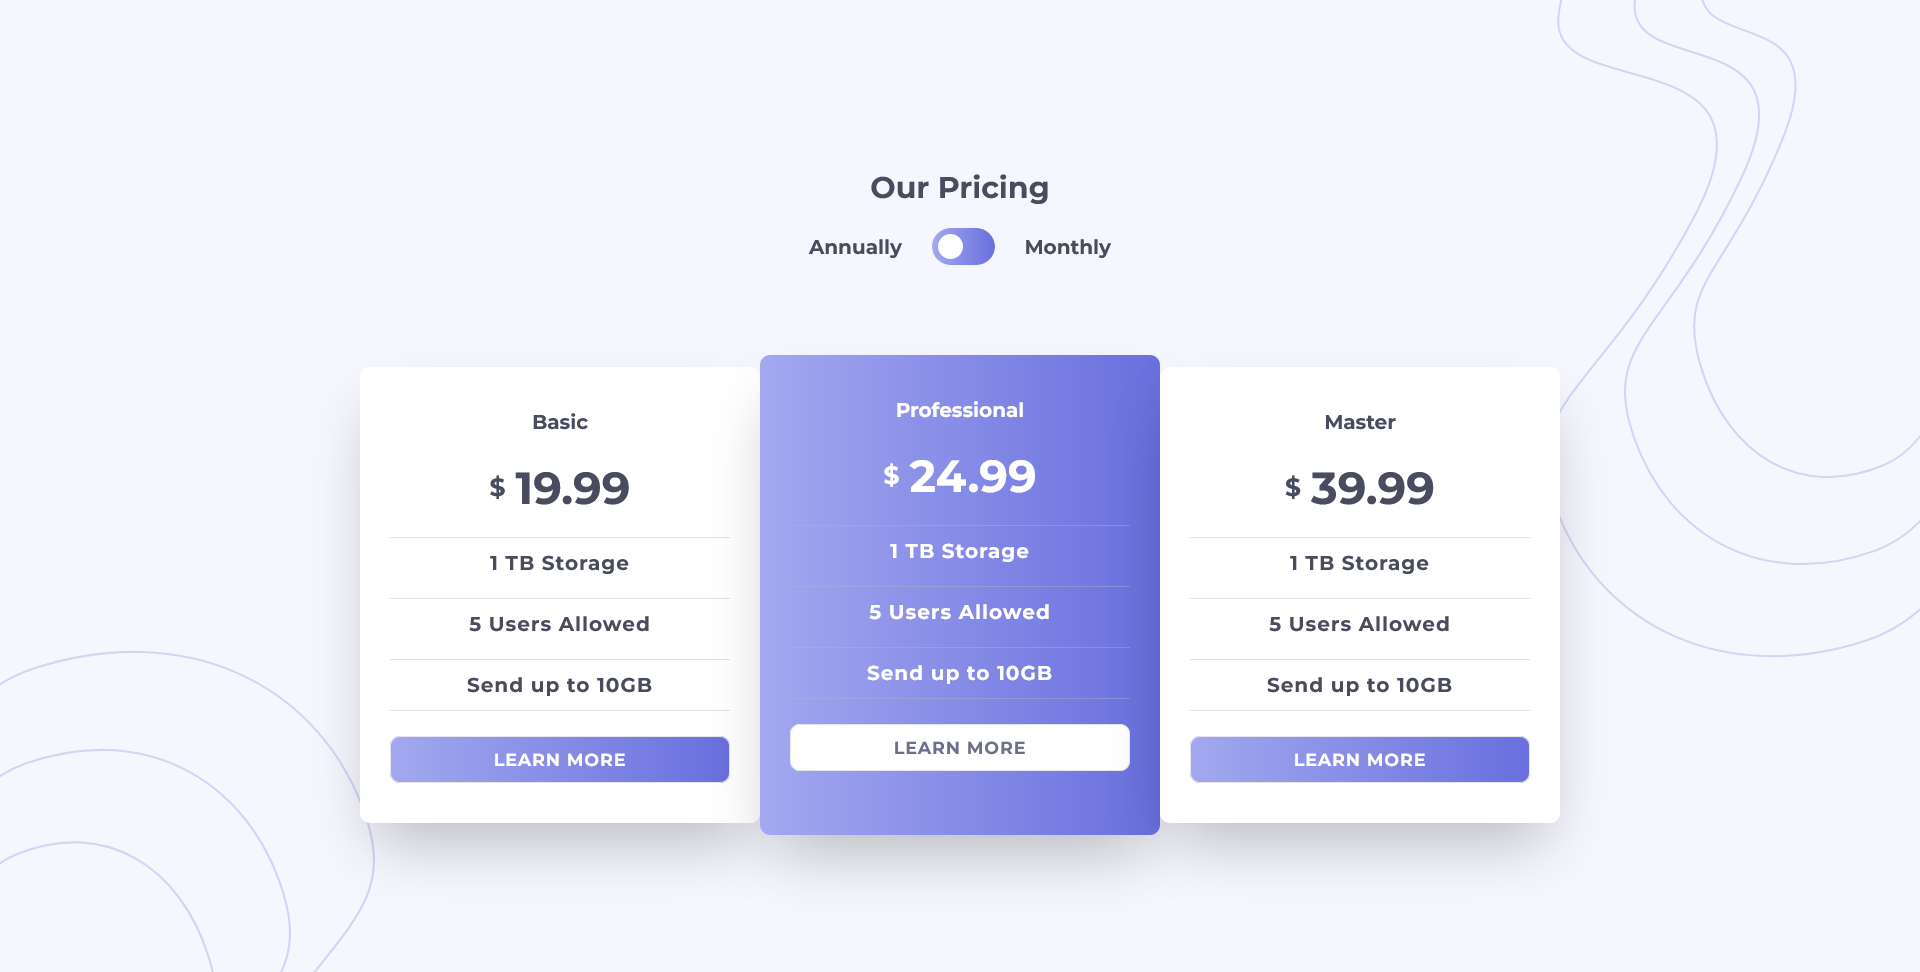 Our Pricing
Annually
Monthly
Basic
$ 19.99
1 TB Storage
5 Users Allowed
Send up to 10GB
LEARN MORE
Professional
$ 24.99
1 TB Storage
5 Users Allowed
Send up to 10GB
LEARN MORE
Master
$ 39.99
1 TB Storage
5 Users Allowed
Send up to 10GB
LEARN MORE